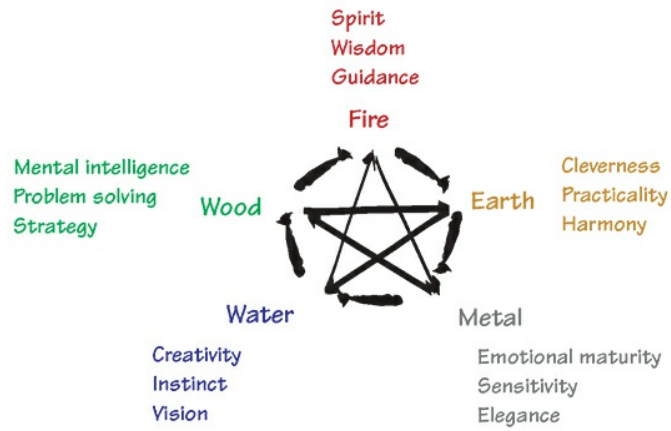 Spirit
Wisdom
Guidance
Fire
Mental intelligence
Problem solving
Strategy
Wood
Earth
Cleverness
Practicality
Harmony
Water
Creativity
Instinct
Vision
Metal
Emotional maturity
Sensitivity
Elegance